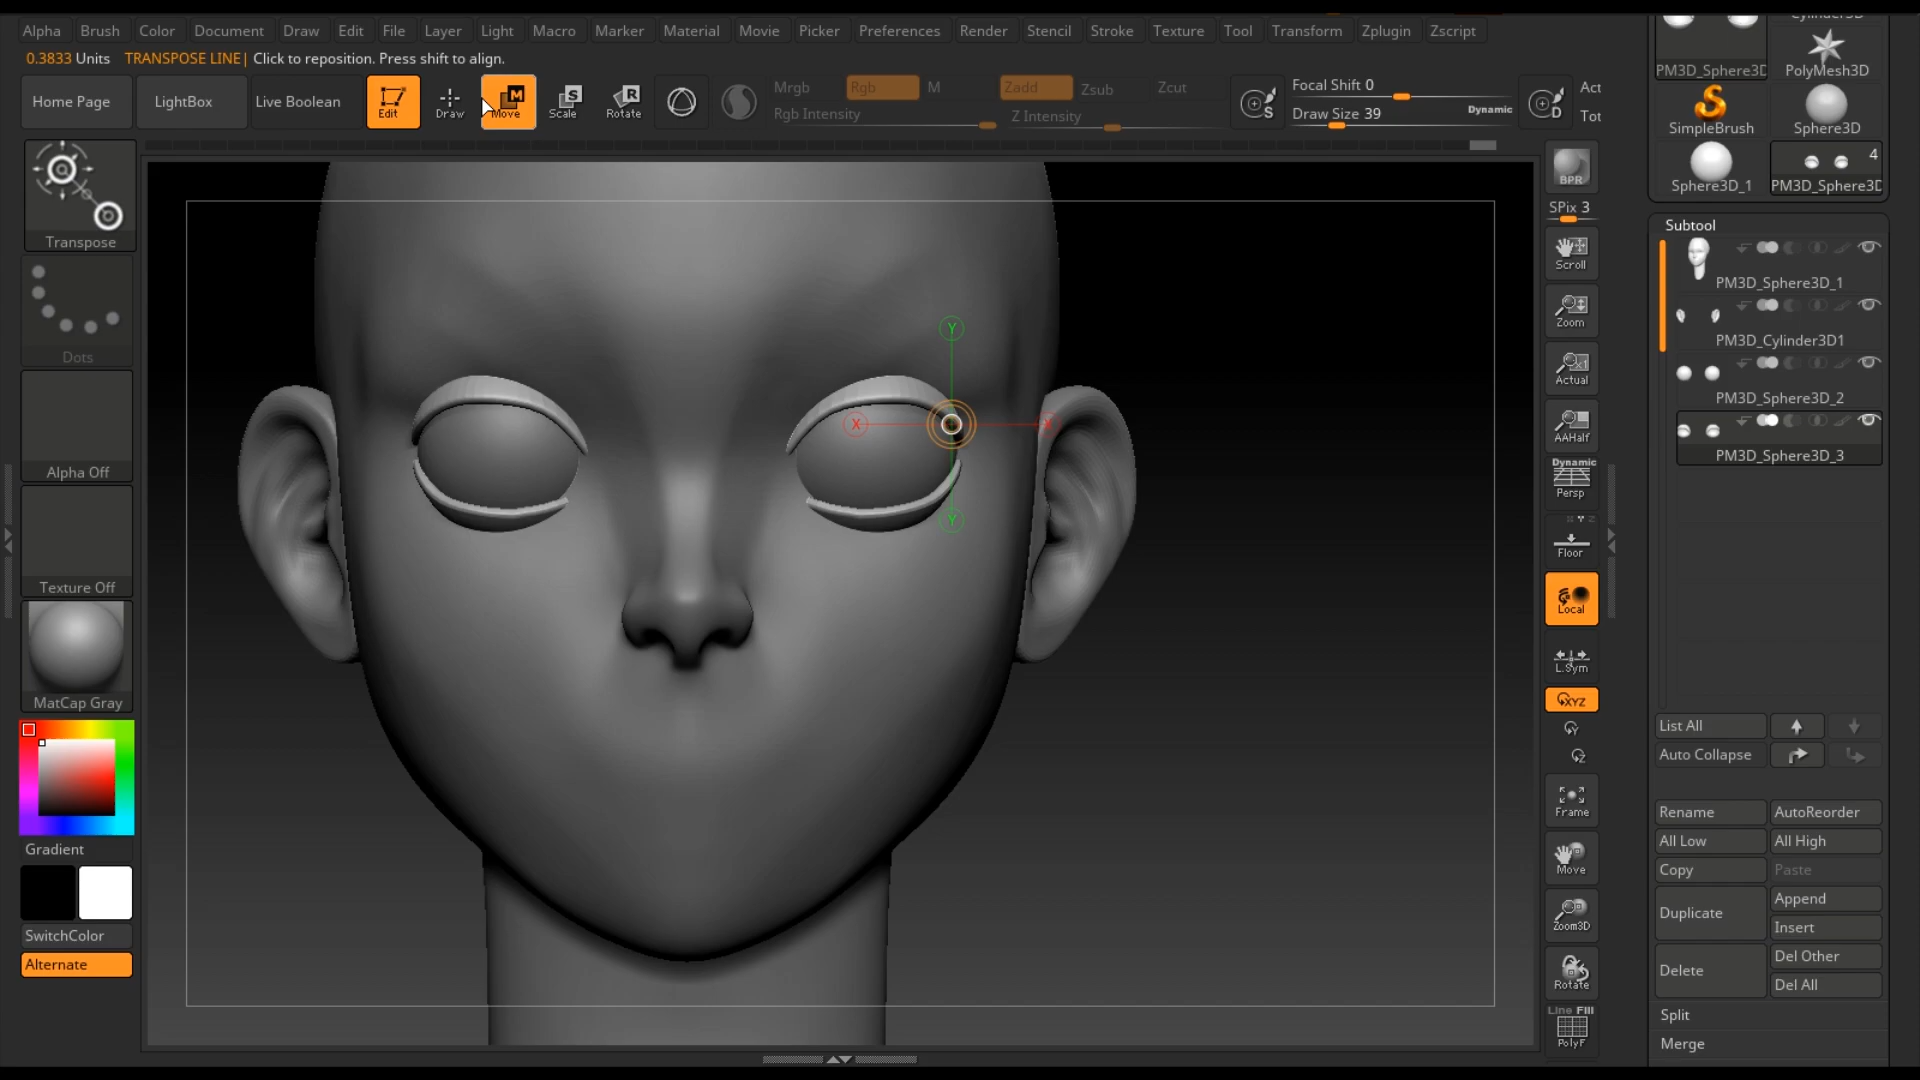 Alpha Brush Color Document Draw Edit File Layer Light Macro Marker Material Movie Picker Preferences Render Stencil Stroke Texture Tool Transform Zplugin Zscript
0.3833 Units TRANSPOSE LINE| Click to reposition. Press shift to align.
Home Page LightBox Live Boolean Edit Draw Move Scale Rotate
Mrgb Rgb M Zadd Zsub Zcut
Rgb Intensity Z Intensity
Focal Shift 0
Draw Size 39 Dynamic
S
D
Act
Tot
Transpose
Dots
Alpha Off
Texture Off
MatCap Gray
Gradient
SwitchColor
Alternate
Y
X
X
Y
BPR
SPix 3
Scroll
Zoom
Actual
AAHalf
Dynamic
Persp
Floor
Local
L.Sym
XYZ
Y
Z
Frame
Move
Zoom3D
Rotate
Line Fill
PolyF
Cylinder3D
PM3D_Sphere3D PolyMesh3D
SimpleBrush Sphere3D
4
Sphere3D_1 PM3D_Sphere3D
Subtool
PM3D_Sphere3D_1
PM3D_Cylinder3D1
PM3D_Sphere3D_2
PM3D_Sphere3D_3
List All
Auto Collapse
Rename AutoReorder
All Low All High
Copy Paste
Duplicate Append
Insert
Delete Del Other
Del All
Split
Merge